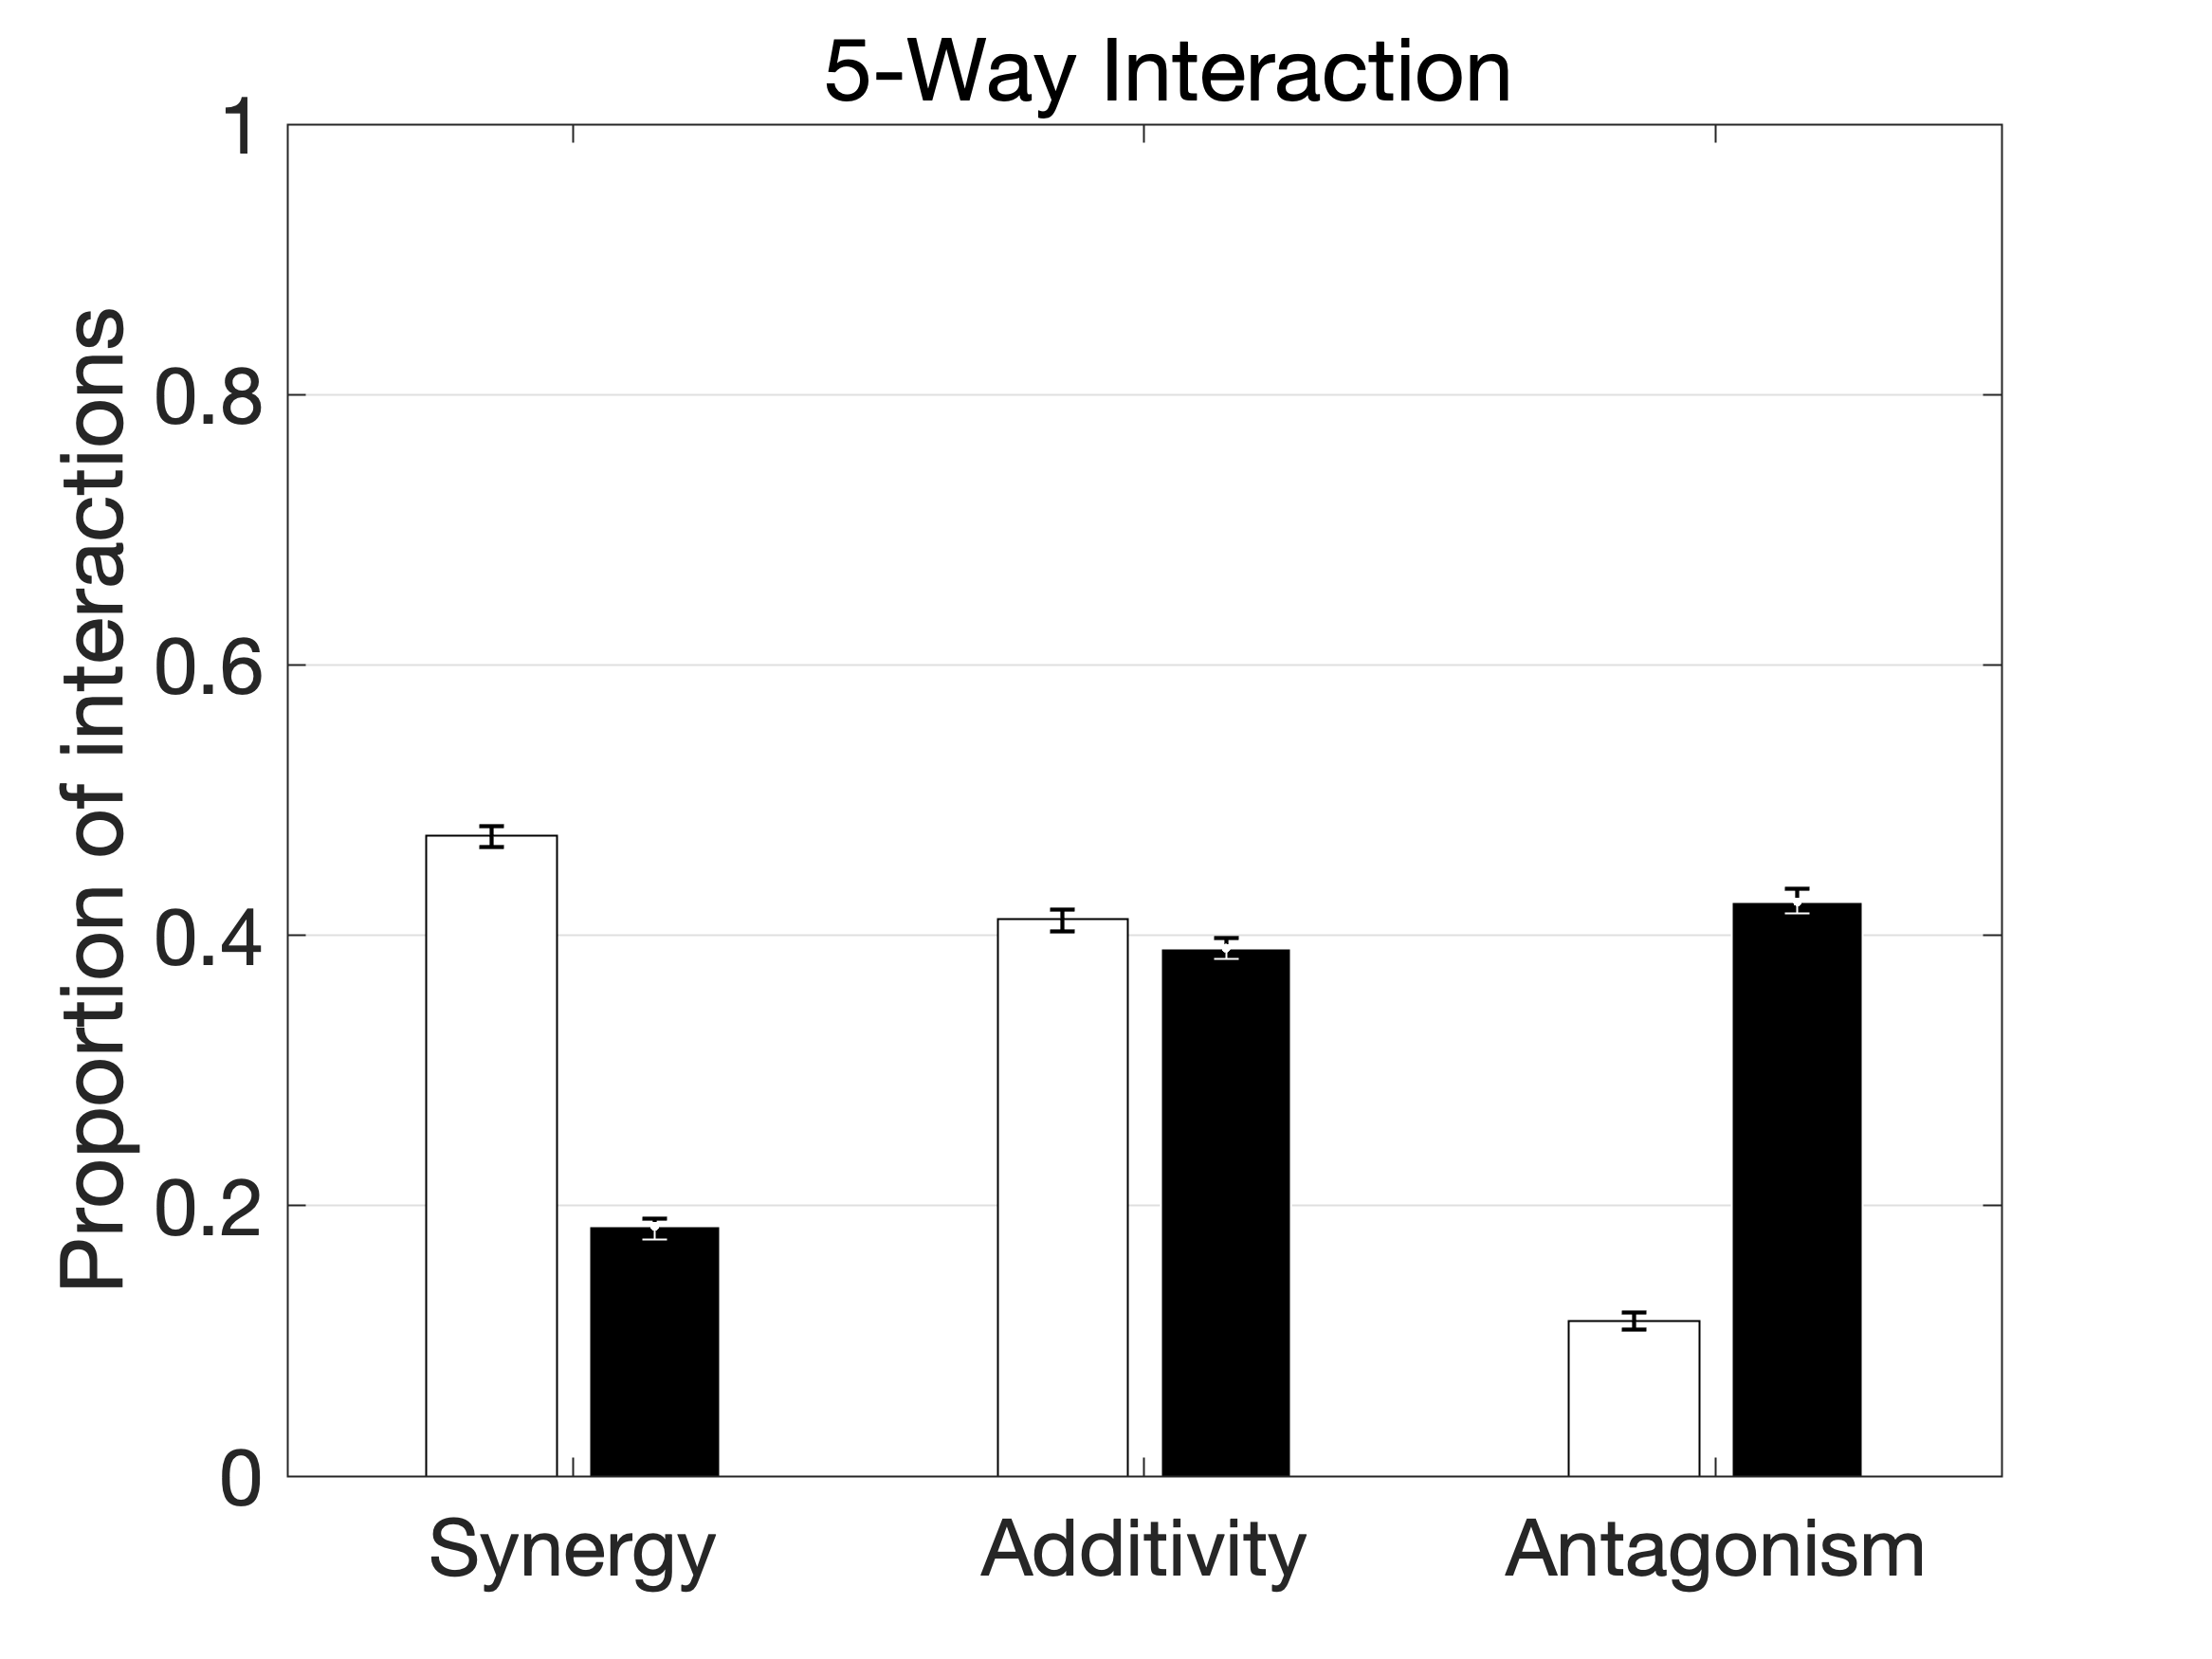 5-Way Interaction
Proportion of interactions
1
0.8
0.6
0.4
0.2
0
Synergy Additivity Antagonism